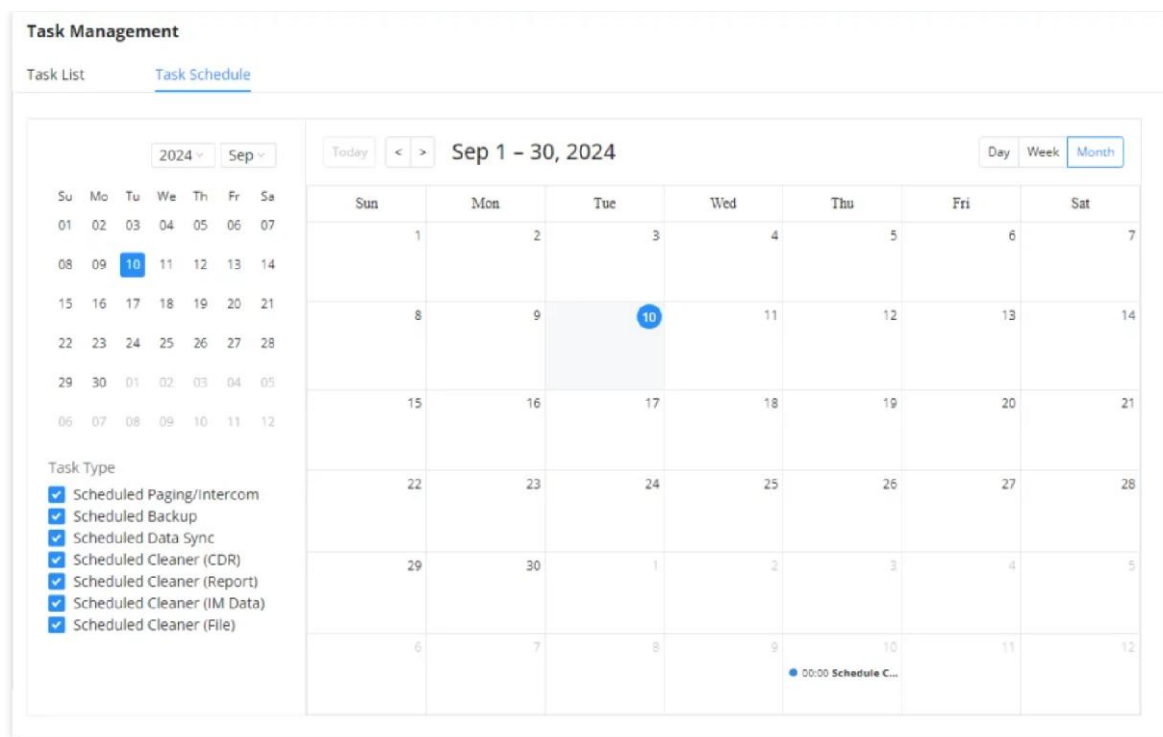 Task Management
Task List Task Schedule
2024 Sep
Su Mo Tu We Th Fr Sa
01 02 03 04 05 06 07
08 09 10 11 12 13 14
15 16 17 18 19 20 21
22 23 24 25 26 27 28
29 30 01 02 03 04 05
06 07 08 09 10 11 12
Task Type
Scheduled Paging/Intercom
Scheduled Backup
Scheduled Data Sync
Scheduled Cleaner (CDR)
Scheduled Cleaner (Report)
Scheduled Cleaner (IM Data)
Scheduled Cleaner (File)
Today < > Sep 1 – 30, 2024 Day Week Month
Sun Mon Tue Wed Thu Fri Sat
1 2 3 4 5 6 7
8 9 10 11 12 13 14
15 16 17 18 19 20 21
22 23 24 25 26 27 28
29 30 1 2 3 4 5
6 7 8 9 10 11 12
00:00 Schedule C...